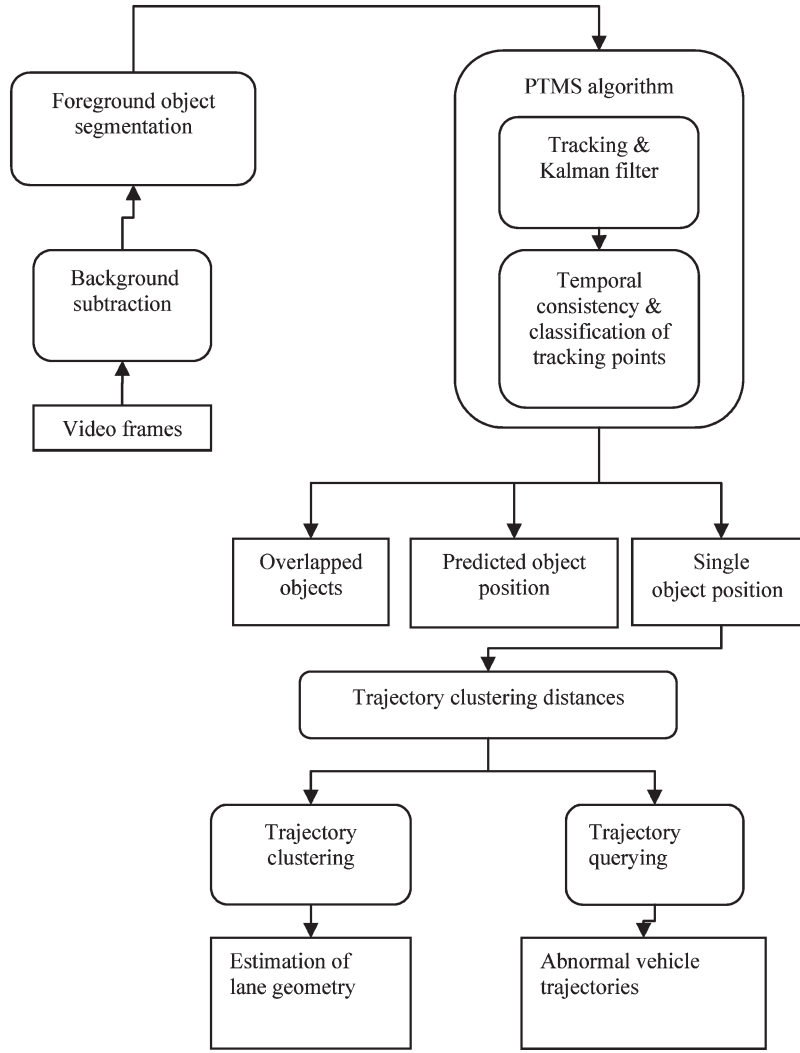 Foreground object
segmentation
Background
subtraction
Video frames
PTMS algorithm
Tracking &
Kalman filter
Temporal
consistency &
classification of
tracking points
Overlapped
objects
Predicted object
position
Single
object position
Trajectory clustering distances
Trajectory
clustering
Trajectory
querying
Estimation of
lane geometry
Abnormal vehicle
trajectories